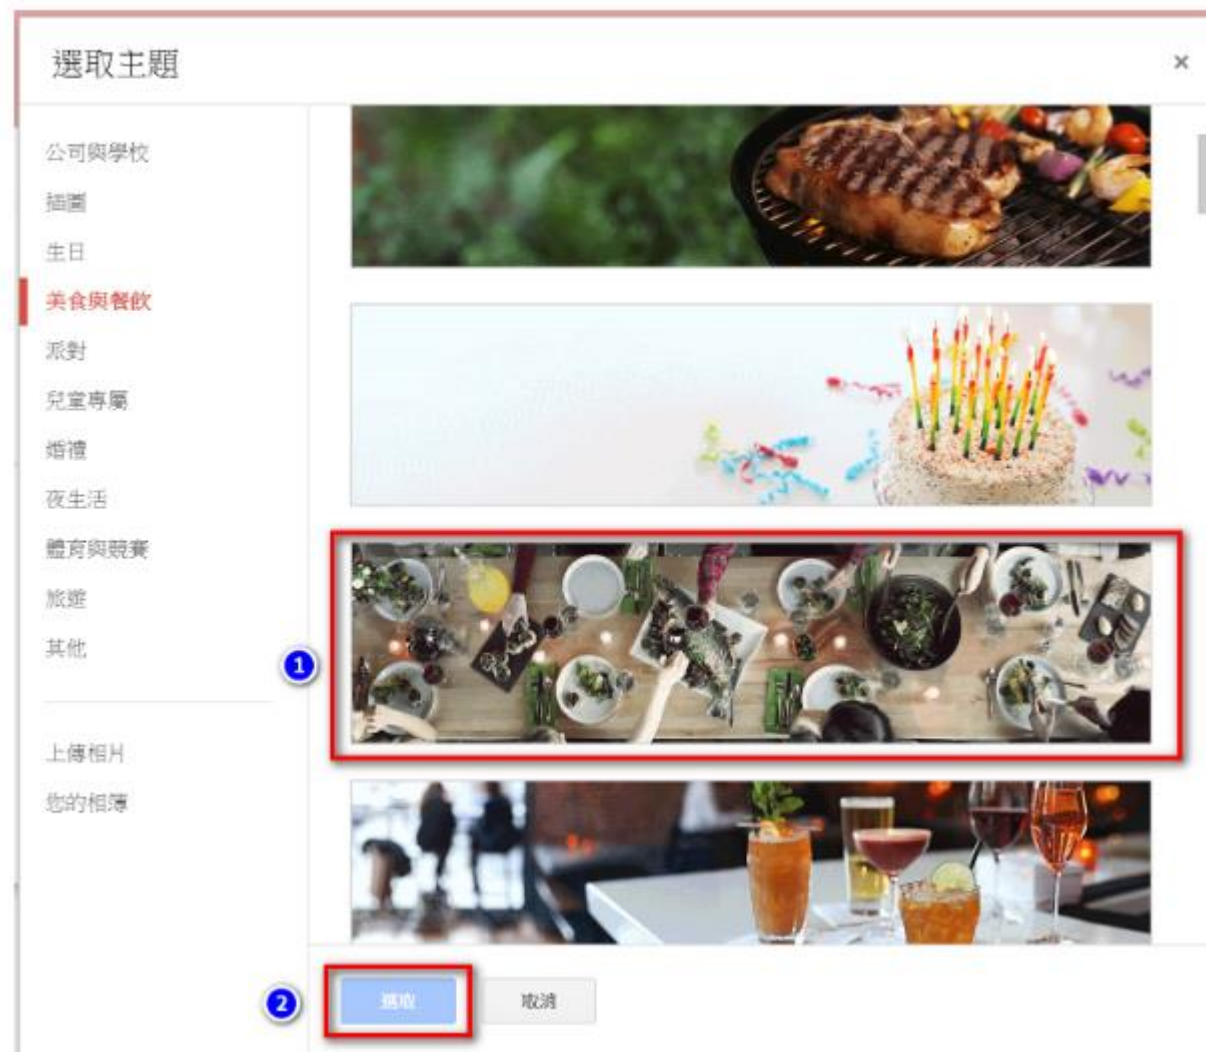 選取主題
×
公司與學校
插圖
生日
美食與餐飲
派對
兒童專屬
婚禮
夜生活
體育與競賽
旅遊
其他
上傳相片
您的相簿
1
2
選取
取消